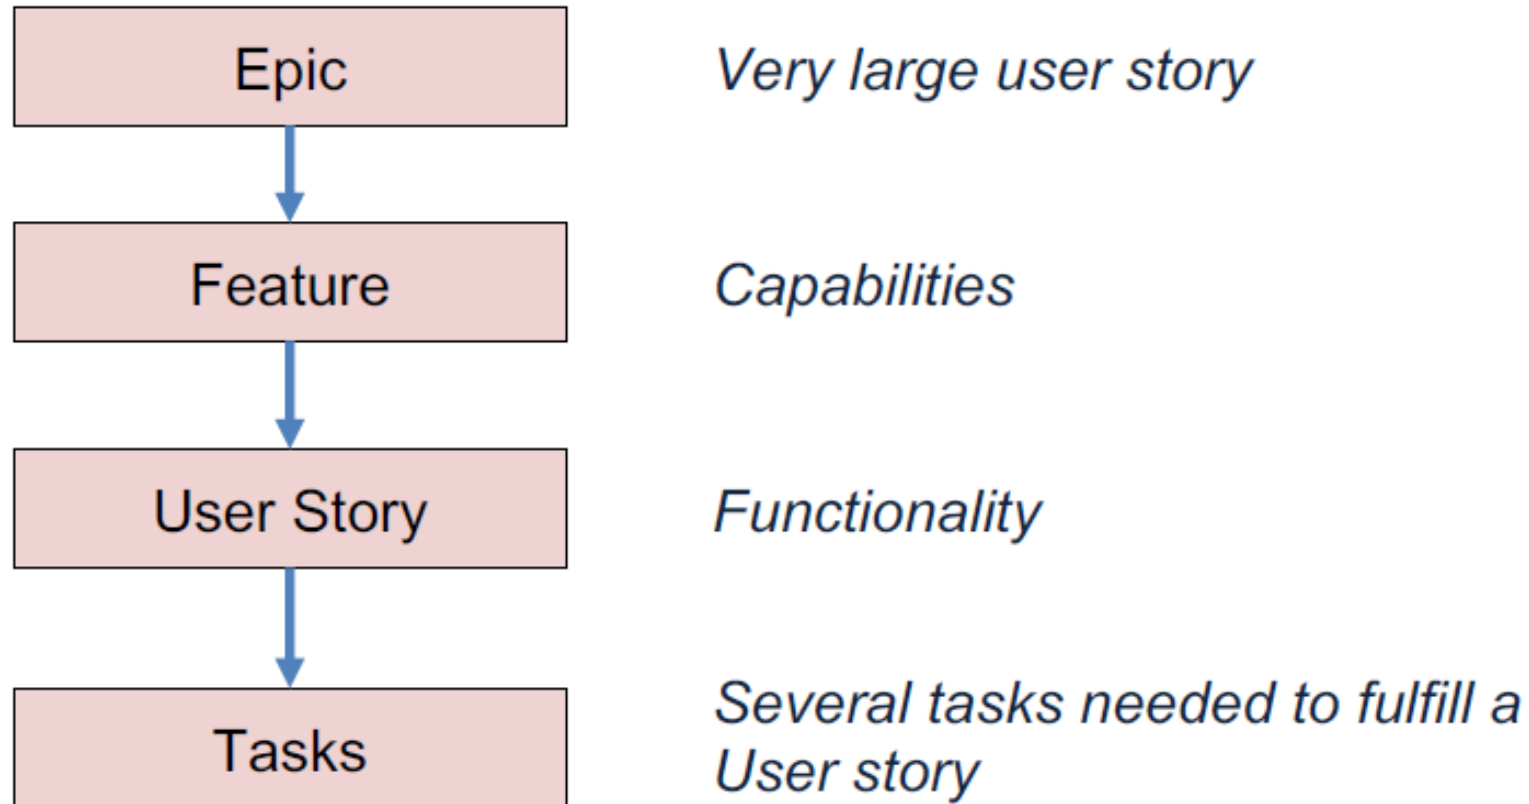 Epic
Very large user story
Feature
Capabilities
User Story
Functionality
Tasks
Several tasks needed to fulfill a
User story